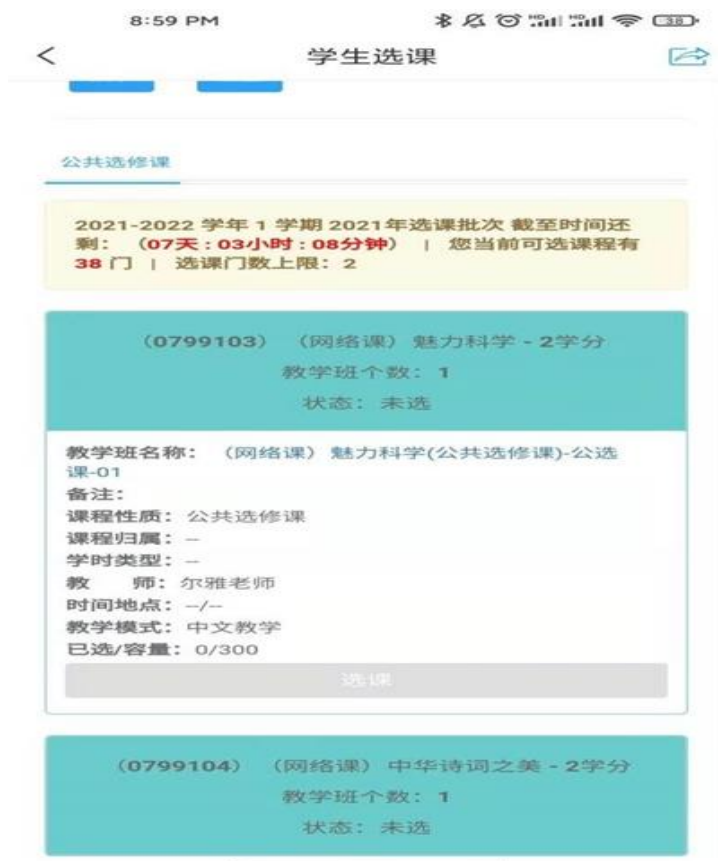 8:59 PM
38
学生选课
公共选修课
2021-2022 学年 1 学期 2021年选课批次 截至时间还
剩：（07天：03小时：08分钟） | 您当前可选课程有
38 门 | 选课门数上限：2
（0799103）（网络课）魅力科学 - 2学分
教学班个数：1
状态：未选
教学班名称：（网络课）魅力科学(公共选修课)-公选
课-01
备注：
课程性质：公共选修课
课程归属：--
学时类型：--
教 师：尔雅老师
时间地点：--/--
教学模式：中文教学
已选/容量：0/300
选课
（0799104）（网络课）中华诗词之美 - 2学分
教学班个数：1
状态：未选